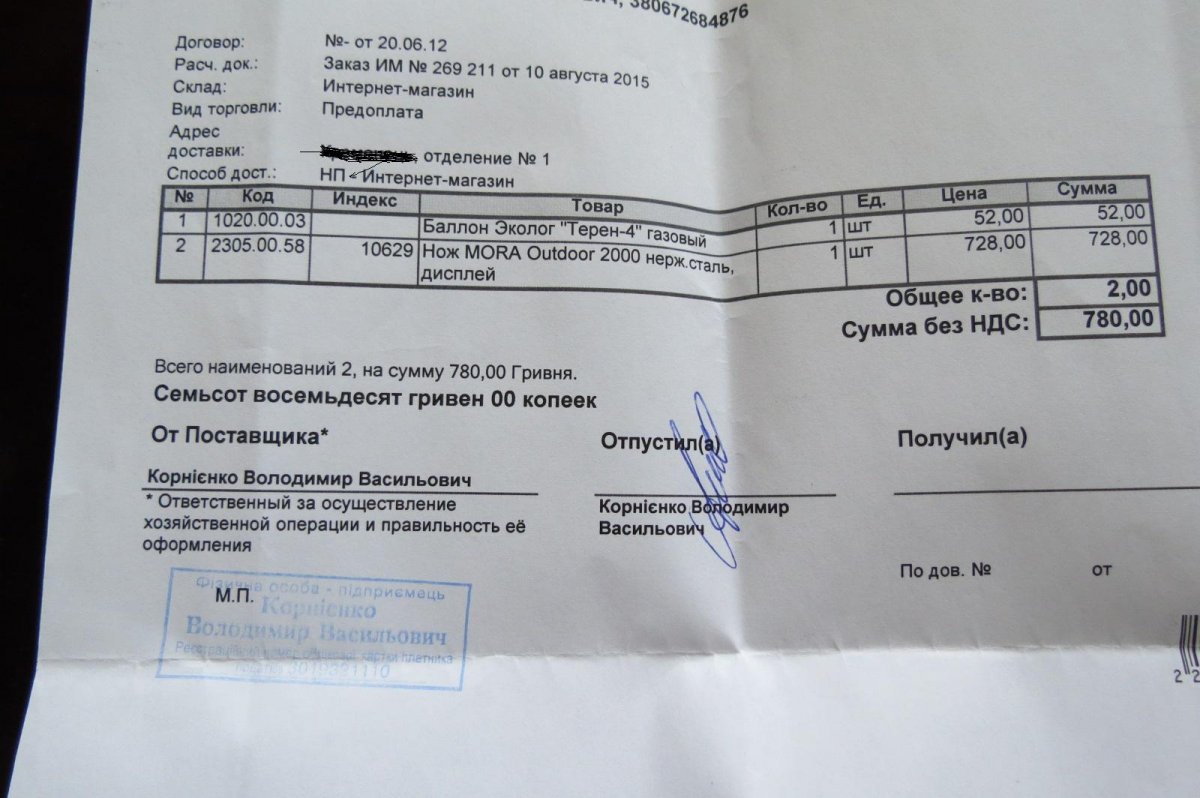 380672684876
Договор: №- от 20.06.12
Расч. док.: Заказ ИМ № 269 211 от 10 августа 2015
Склад: Интернет-магазин
Вид торговли: Предоплата
Адрес
доставки: , отделение № 1
Способ дост.: НП - Интернет-магазин
№ Код Индекс Товар Кол-во Ед. Цена Сумма
1 1020.00.03 Баллон Эколог "Терен-4" газовый 1 шт 52,00 52,00
2 2305.00.58 10629 Нож MORA Outdoor 2000 нерж.сталь, 1 шт 728,00 728,00
дисплей
Общее к-во: 2,00
Сумма без НДС: 780,00
Всего наименований 2, на сумму 780,00 Гривня.
Семьсот восемьдесят гривен 00 копеек
От Поставщика* Отпустил(а) Получил(а)
Корнієнко Володимир Васильович
* Ответственный за осуществление
хозяйственной операции и правильность её
оформления
Корнієнко Володимир
Васильович
По дов. № от
М.П.
Фізична особа - підприємець
Корнієнко
Володимир Васильович
картки платника
22